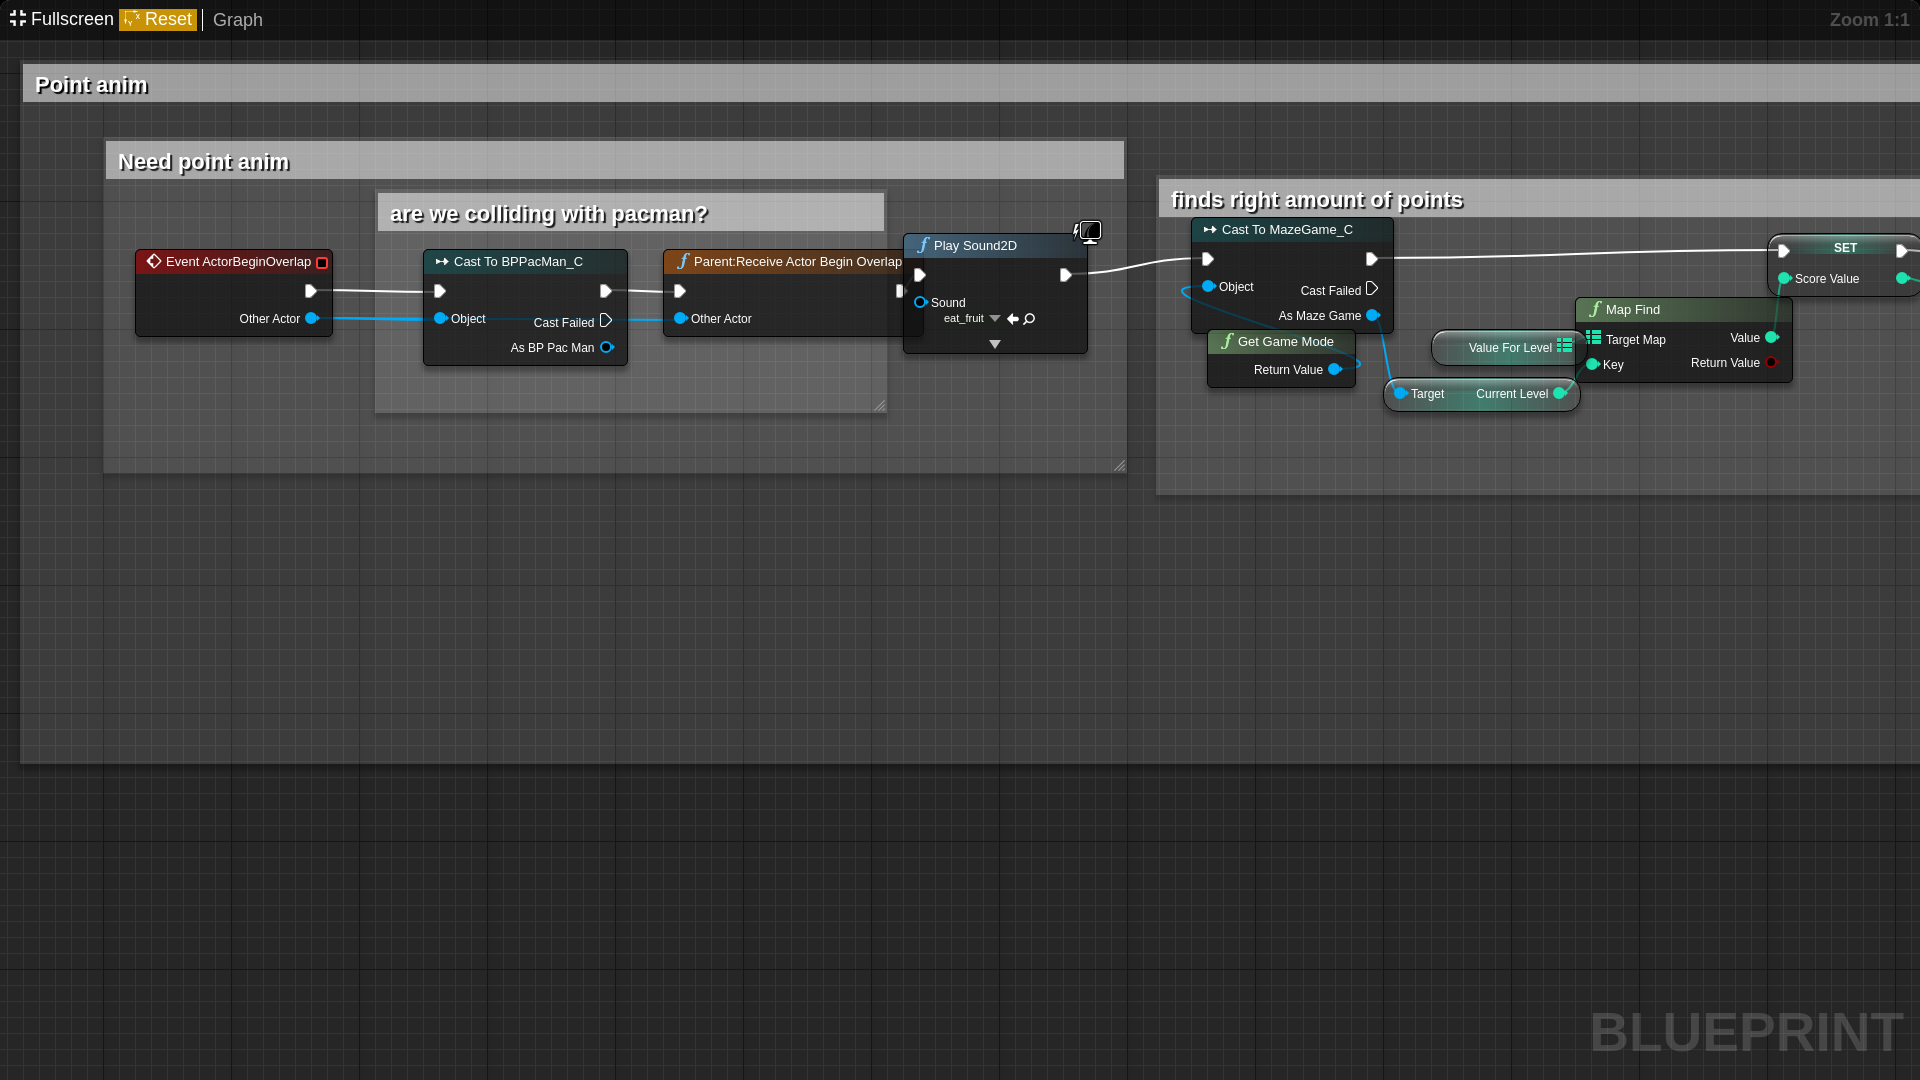 Fullscreen Reset Graph Zoom 1:1
Point anim
Need point anim
are we colliding with pacman?
Event ActorBeginOverlap
Other Actor
Cast To BPPacMan_C
Object
Cast Failed
As BP Pac Man
Parent:Receive Actor Begin Overlap
Other Actor
Play Sound2D
Sound
eat_fruit
finds right amount of points
Cast To MazeGame_C
Object
Cast Failed
As Maze Game
Get Game Mode
Return Value
Value For Level
Target Current Level
Map Find
Target Map Value
Key Return Value
SET
Score Value
BLUEPRINT